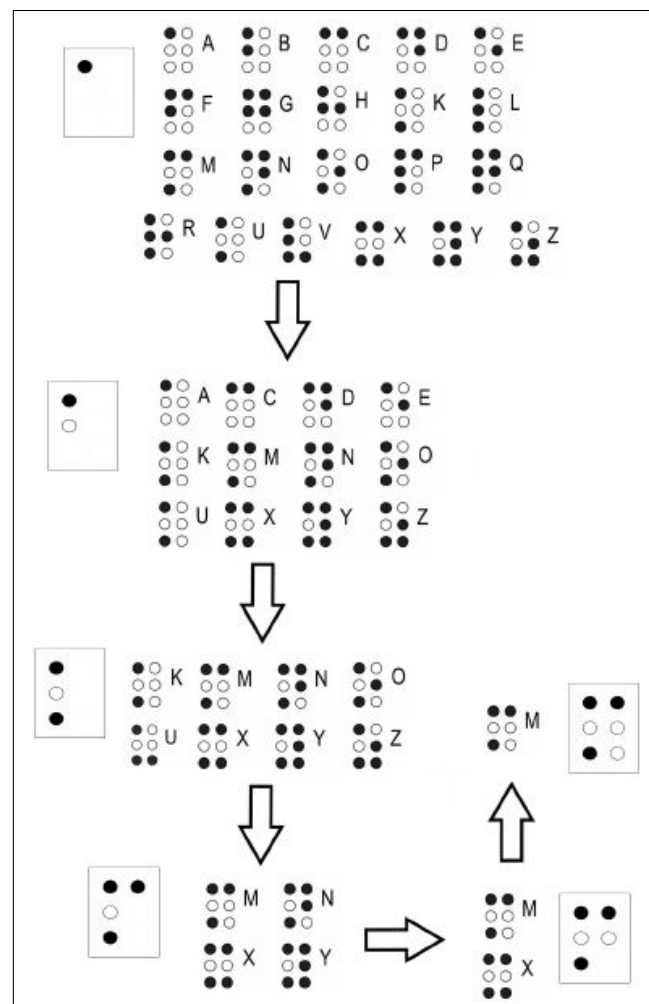 A B C D E
F G H K L
M N O P Q
R U V X Y Z
A C D E
K M N O
U X Y Z
K M N O
U X Y Z
M
M N
X Y
M
X